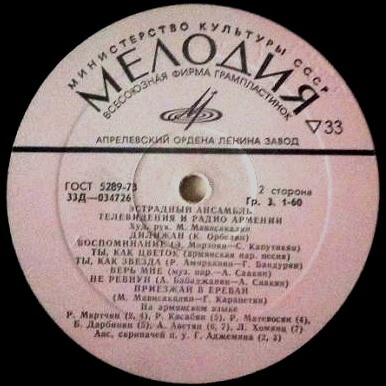 МИНИСТЕРСТВО КУЛЬТУРЫ СССР
МЕЛОДИЯ
ВСЕСОЮЗНАЯ ФИРМА ГРАМПЛАСТИНОК
АПРЕЛЕВСКИЙ ОРДЕНА ЛЕНИНА ЗАВОД
▽33
ГОСТ 5289-73
33Д—034726
2 сторона
Гр. 3. 1-60
ЭСТРАДНЫЙ АНСАМБЛЬ
ТЕЛЕВИДЕНИЯ И РАДИО АРМЕНИИ
Худ. рук. М. Мависакалян
ДИЛИЖАН (К. Орбелян)
ВОСПОМИНАНИЕ (Э. Мирзоян— С. Капутикян)
ТЫ, КАК ЦВЕТОК (армянская нар. песня)
ТЫ, КАК ЗВЕЗДА (Р. Амирханян— Г. Бандурян)
ВЕРЬ МНЕ (муз. нар.— А. Саакян)
НЕ РЕВНУЙ (А. Бабаджанян— А. Саакян)
ПРИЕЗЖАЙ В ЕРЕВАН
(М. Мависакалян—Г. Карапетян)
На армянском языке
Р. Мкртчян (2, 4), Р. Касабян (5), Р. Матевосян (4),
Б. Дарбинян (5), А. Аветян (6, 7), Л. Хомянц (7)
Анс. скрипачей п. у. Г. Аджемяна (2, 3)